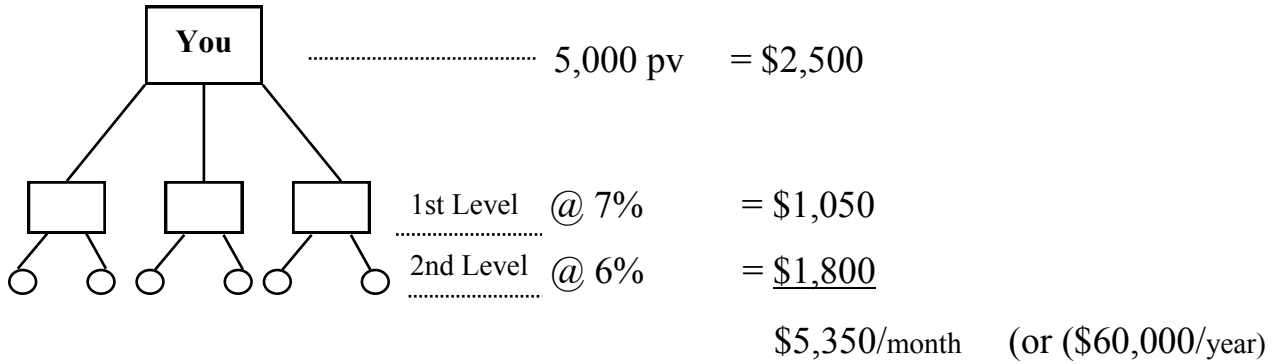 You
5,000 pv = $2,500
1st Level @ 7% = $1,050
2nd Level @ 6% = $1,800
$5,350/month (or ($60,000/year)